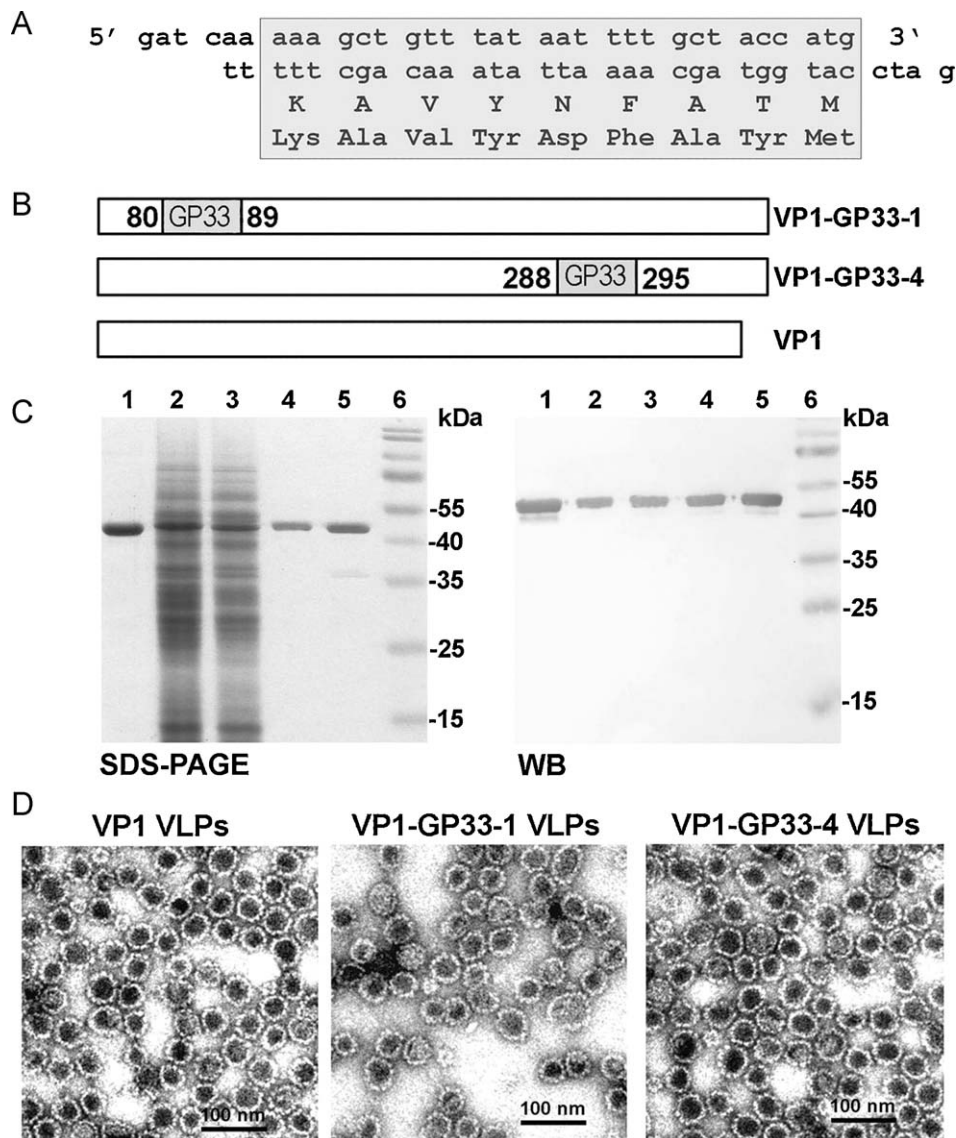 A
5' gat caa aaa gct gtt tat aat ttt gct acc atg 3'
tt ttt cga caa ata tta aaa cga tgg tac cta g
K A V Y N F A T M
Lys Ala Val Tyr Asp Phe Ala Tyr Met
B
80 GP33 89 VP1-GP33-1
288 GP33 295 VP1-GP33-4
VP1
C
1 2 3 4 5 6 kDa 1 2 3 4 5 6 kDa
-55 -55
-40 -40
-35 -35
-25 -25
-15 -15
SDS-PAGE WB
D
VP1 VLPs VP1-GP33-1 VLPs VP1-GP33-4 VLPs
100 nm 100 nm 100 nm